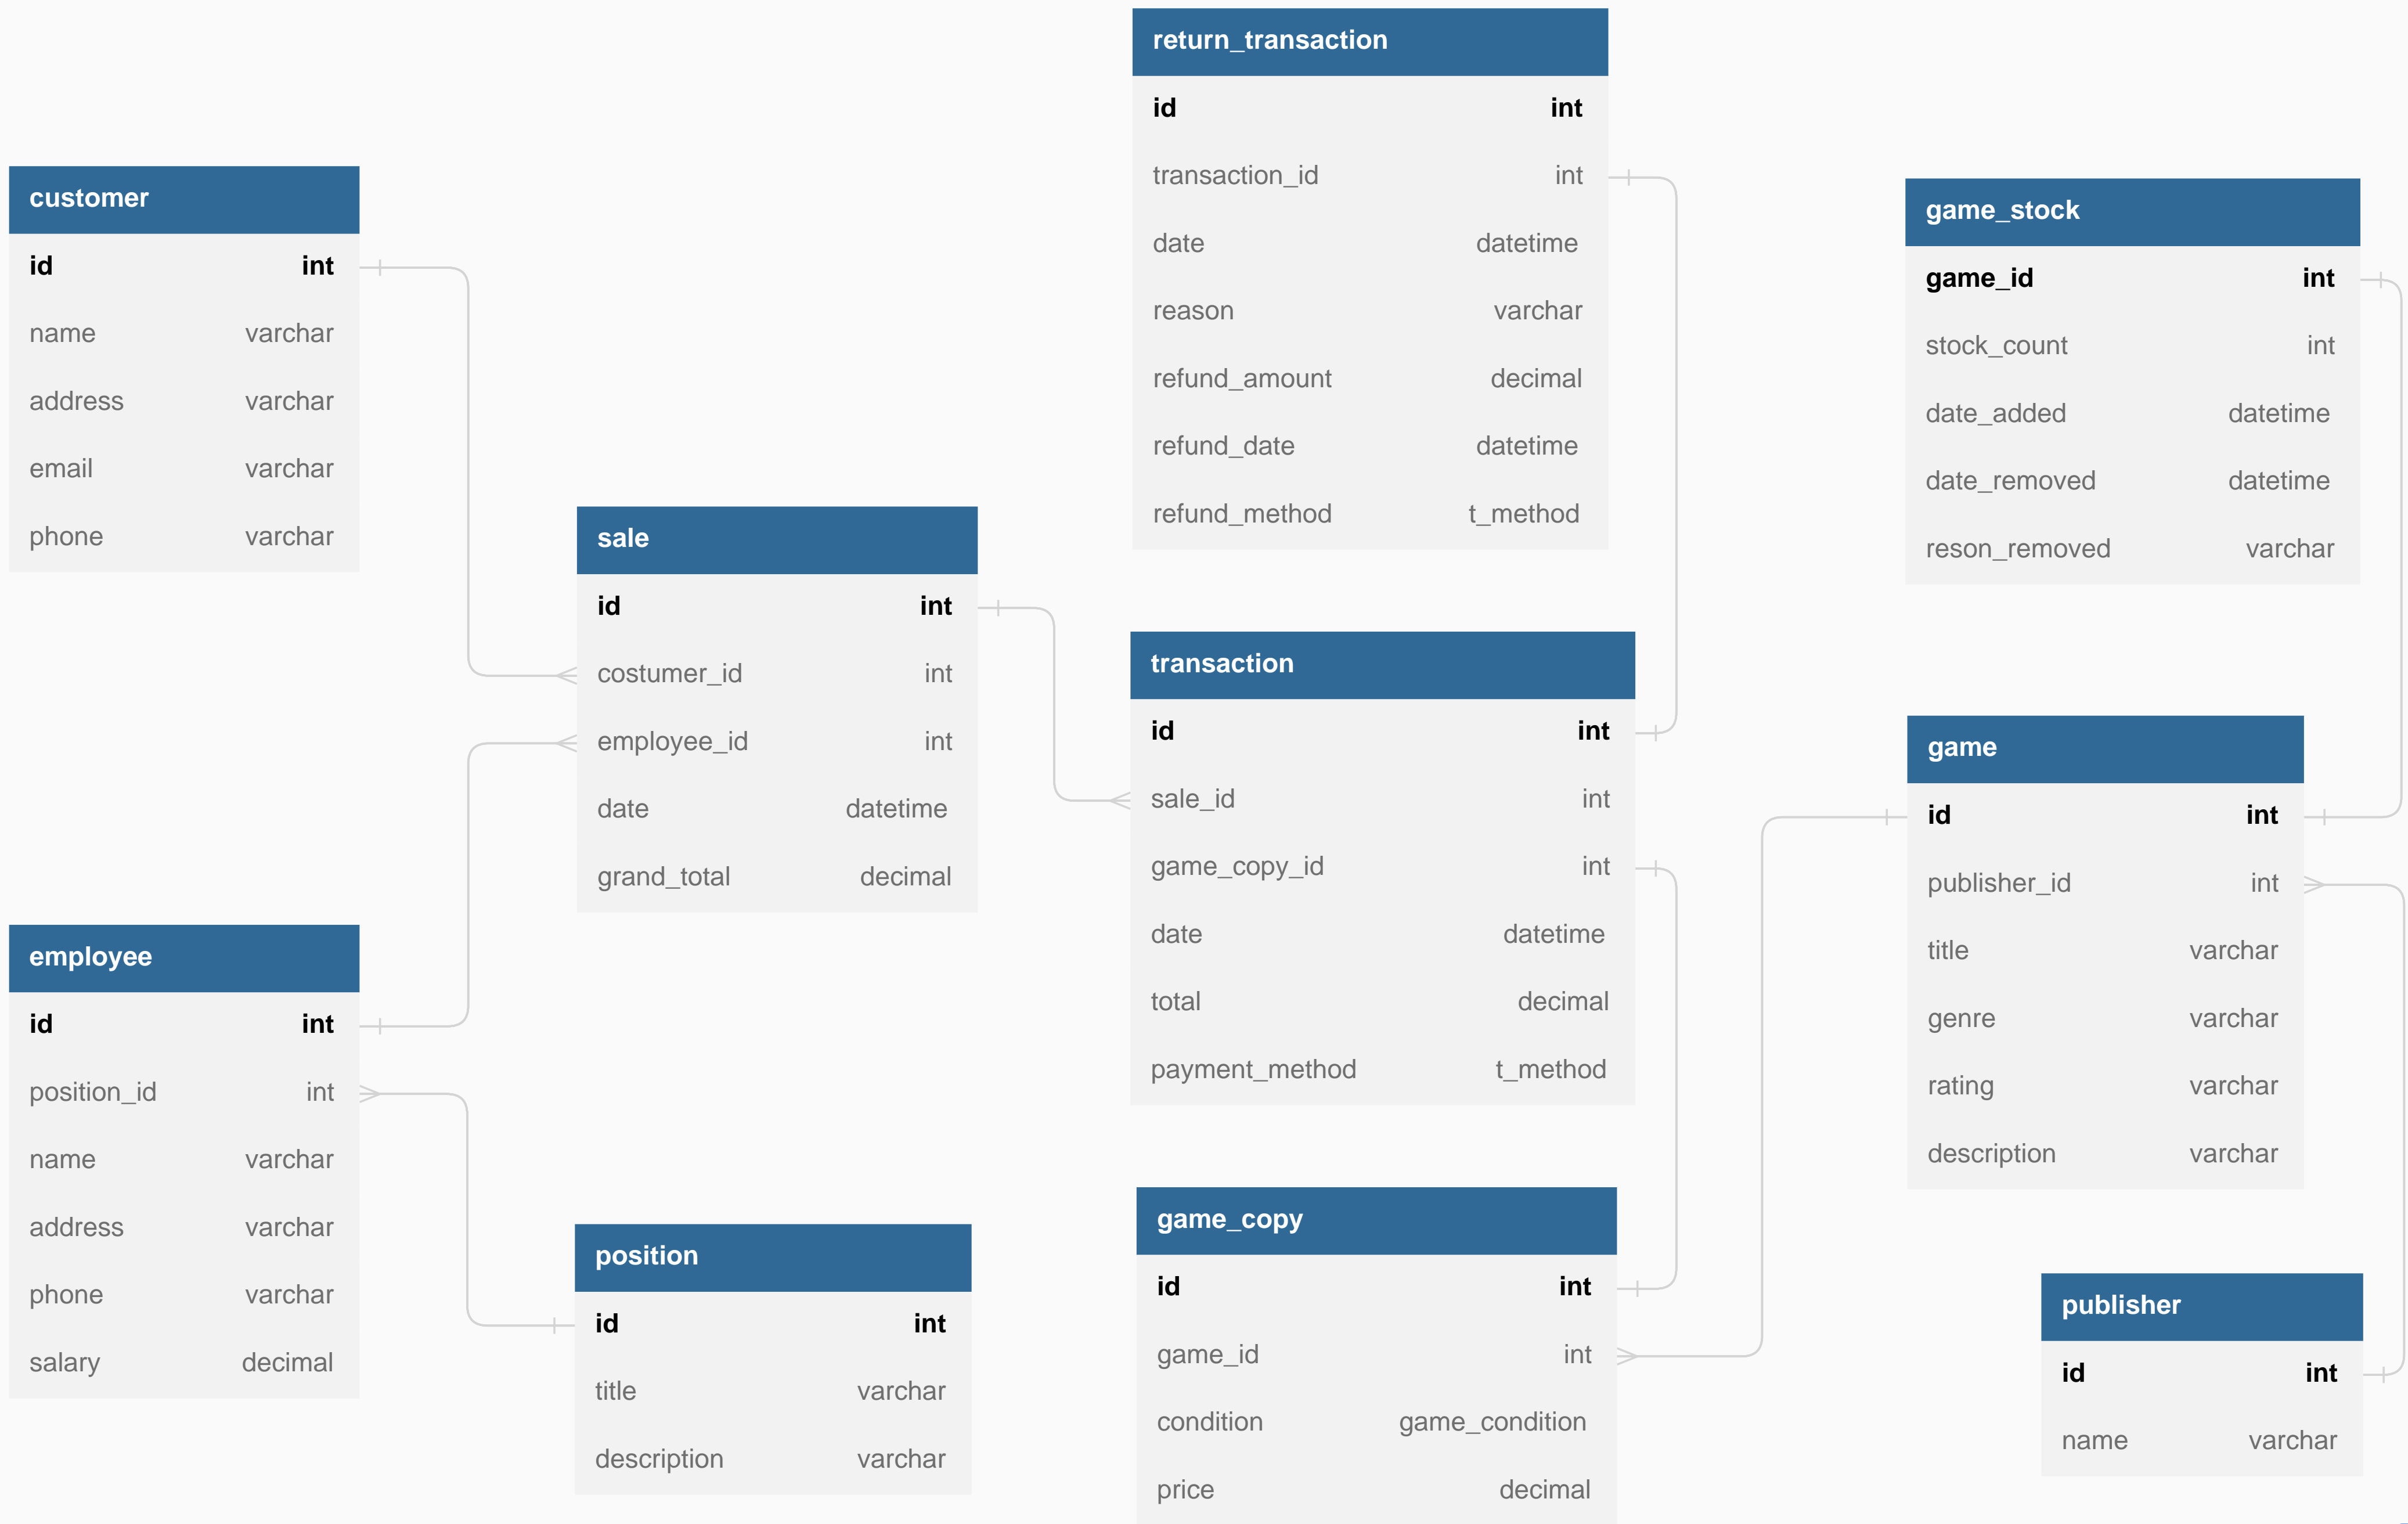 return_transaction
id int
transaction_id int
date datetime
reason varchar
refund_amount decimal
refund_date datetime
refund_method t_method
customer
id int
name varchar
address varchar
email varchar
phone varchar
game_stock
game_id int
stock_count int
date_added datetime
date_removed datetime
reson_removed varchar
sale
id int
costumer_id int
employee_id int
date datetime
grand_total decimal
transaction
id int
sale_id int
game_copy_id int
date datetime
total decimal
payment_method t_method
game
id int
publisher_id int
title varchar
genre varchar
rating varchar
description varchar
employee
id int
position_id int
name varchar
address varchar
phone varchar
salary decimal
position
id int
title varchar
description varchar
game_copy
id int
game_id int
condition game_condition
price decimal
publisher
id int
name varchar